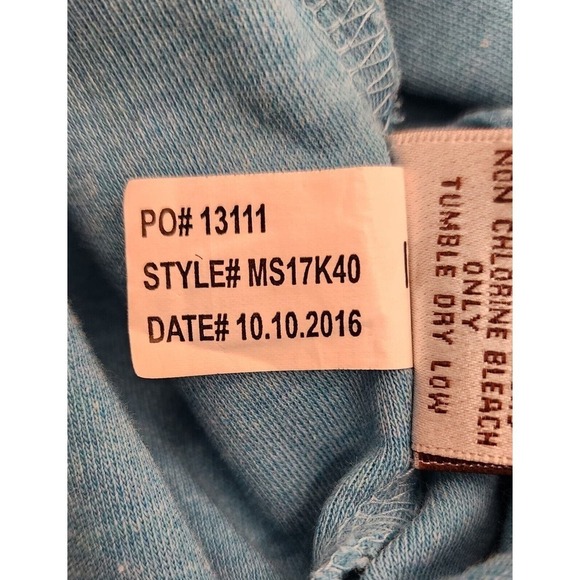 PO# 13111
STYLE# MS17K40
DATE# 10.10.2016
NON CHLORINE BLEACH
ONLY
TUMBLE DRY LOW